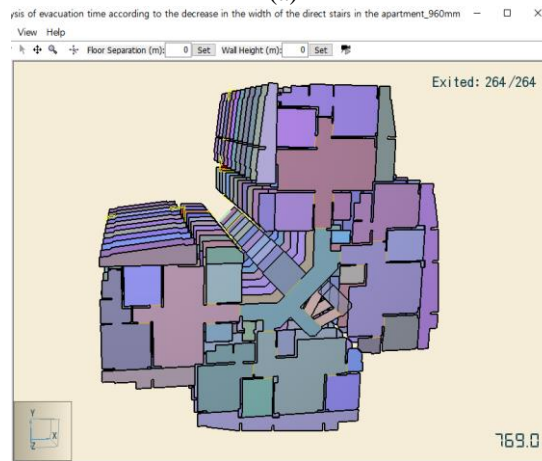 ysis of evacuation time according to the decrease in the width of the direct stairs in the apartment_960mm
View Help
Floor Separation (m): 0 Set Wall Height (m): 0 Set
Exited: 264/264
Y
X
Z
769.0